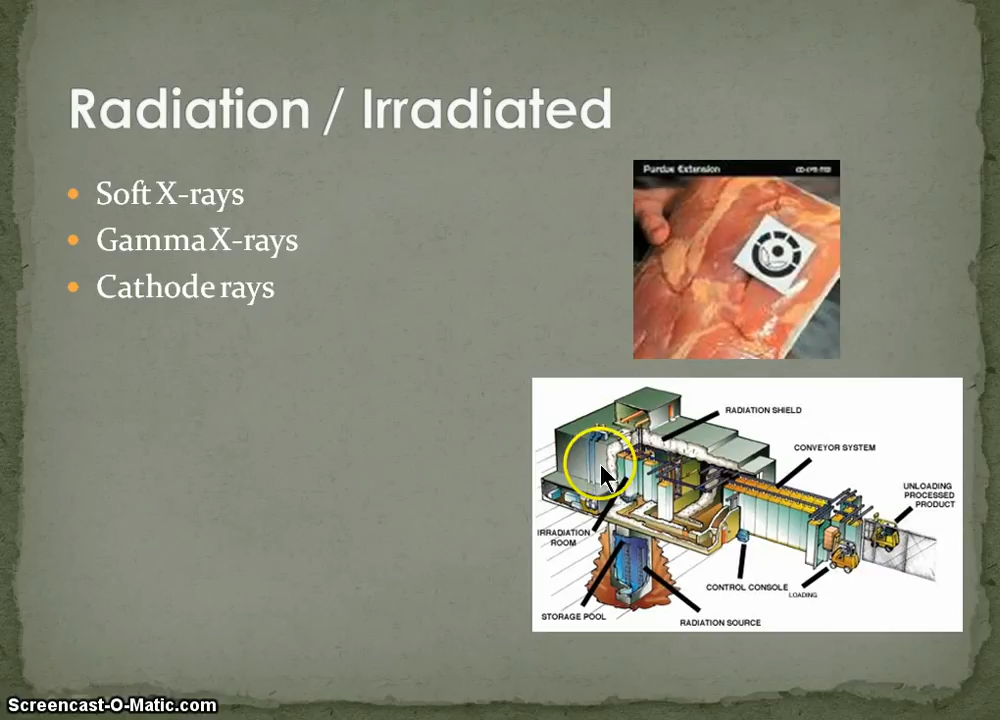 Radiation / Irradiated
• Soft X-rays
• Gamma X-rays
• Cathode rays
Purdue Extension
RADIATION SHIELD
CONVEYOR SYSTEM
UNLOADING
PROCESSED
PRODUCT
IRRADIATION
ROOM
CONTROL CONSOLE
LOADING
STORAGE POOL
RADIATION SOURCE
Screencast-O-Matic.com